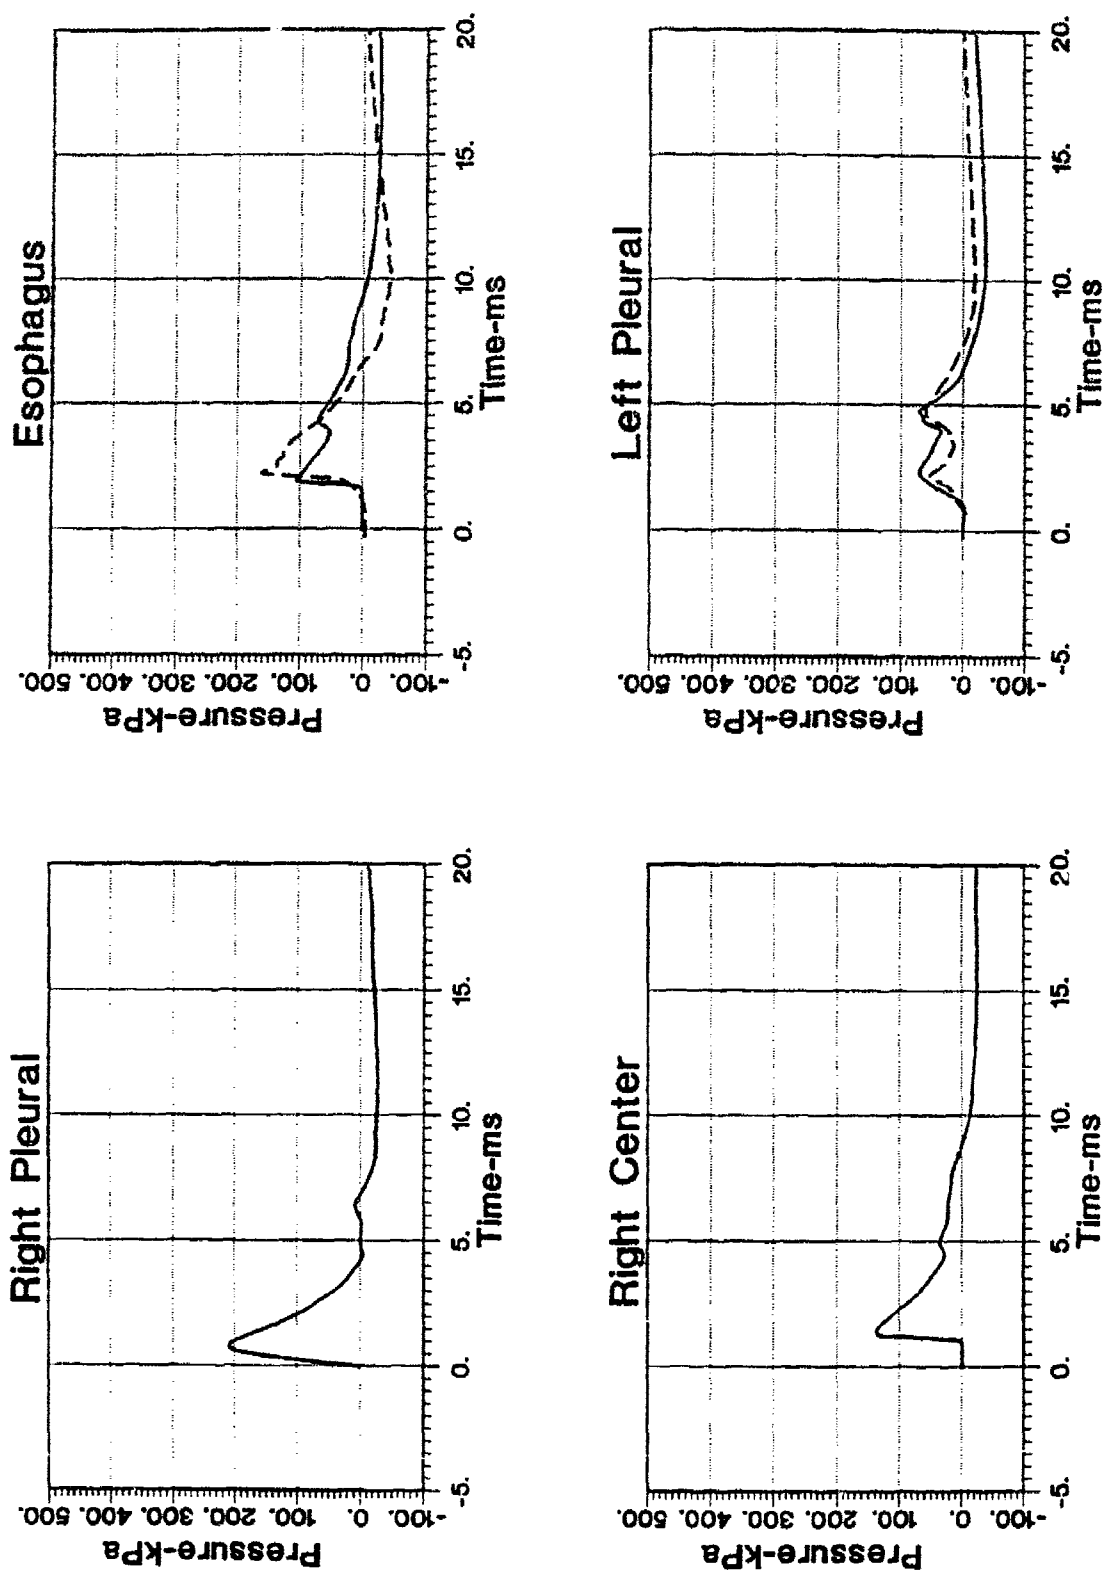 Right Pleural
Pressure-kPa
500. 400. 300. 200. 100. 0. -100.
-5. 0. 5. 10. 15. 20.
Time-ms
Esophagus
Pressure-kPa
500. 400. 300. 200. 100. 0. -100.
-5. 0. 5. 10. 15. 20.
Time-ms
Right Center
Pressure-kPa
500. 400. 300. 200. 100. 0. -100.
-5. 0. 5. 10. 15. 20.
Time-ms
Left Pleural
Pressure-kPa
500. 400. 300. 200. 100. 0. -100.
-5. 0. 5. 10. 15. 20.
Time-ms